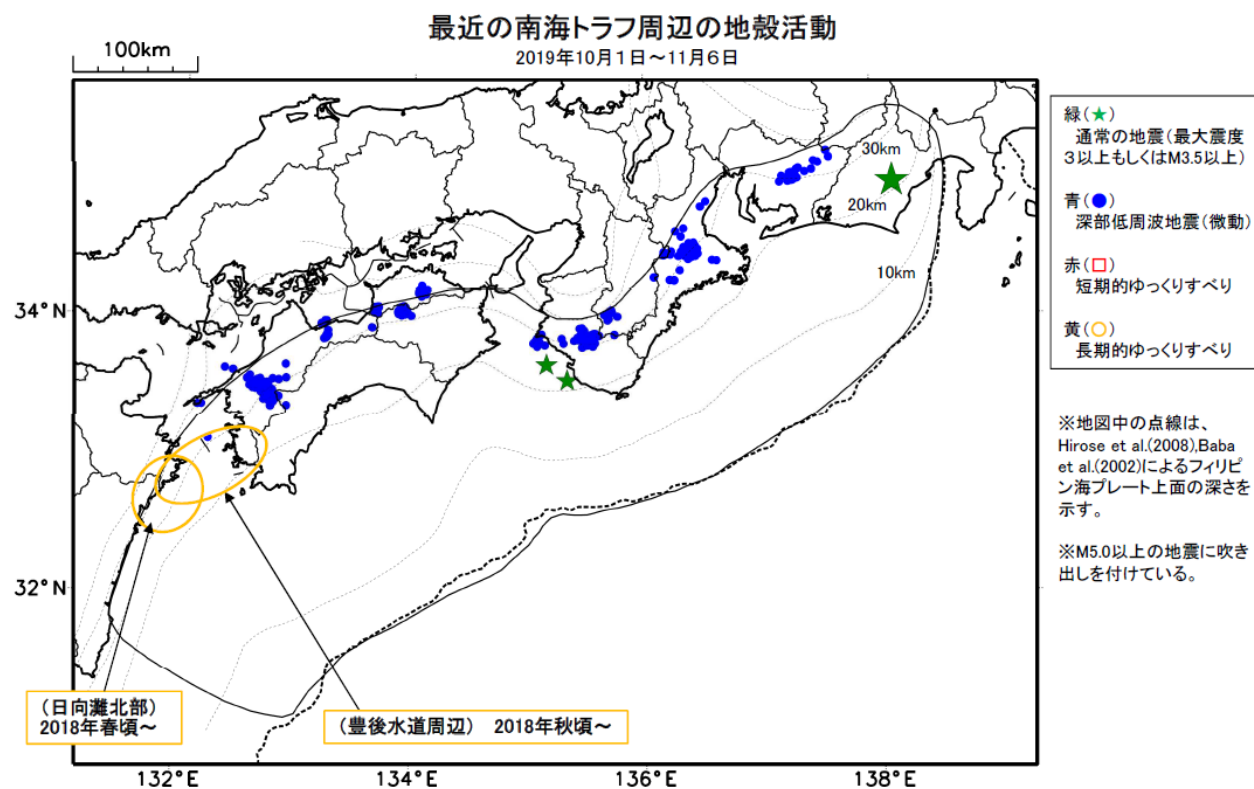 最近の南海トラフ周辺の地殻活動
2019年10月1日～11月6日
100km
30km
20km
10km
34°N
32°N
132°E
134°E
136°E
138°E
（日向灘北部）
2018年春頃～
（豊後水道周辺） 2018年秋頃～
緑（★）
通常の地震（最大震度
３以上もしくはM3.5以上）
青（●）
深部低周波地震（微動）
赤（□）
短期的ゆっくりすべり
黄（○）
長期的ゆっくりすべり
※地図中の点線は、
Hirose et al.(2008),Baba
et al.(2002)によるフィリピ
ン海プレート上面の深さを
示す。
※M5.0以上の地震に吹き
出しを付けている。